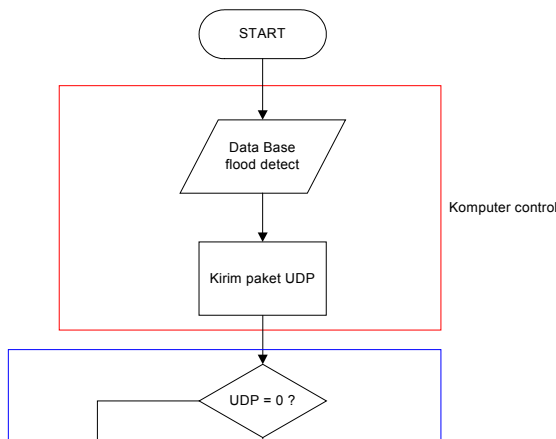 START
Data Base
flood detect
Komputer control
Kirim paket UDP
UDP = 0 ?